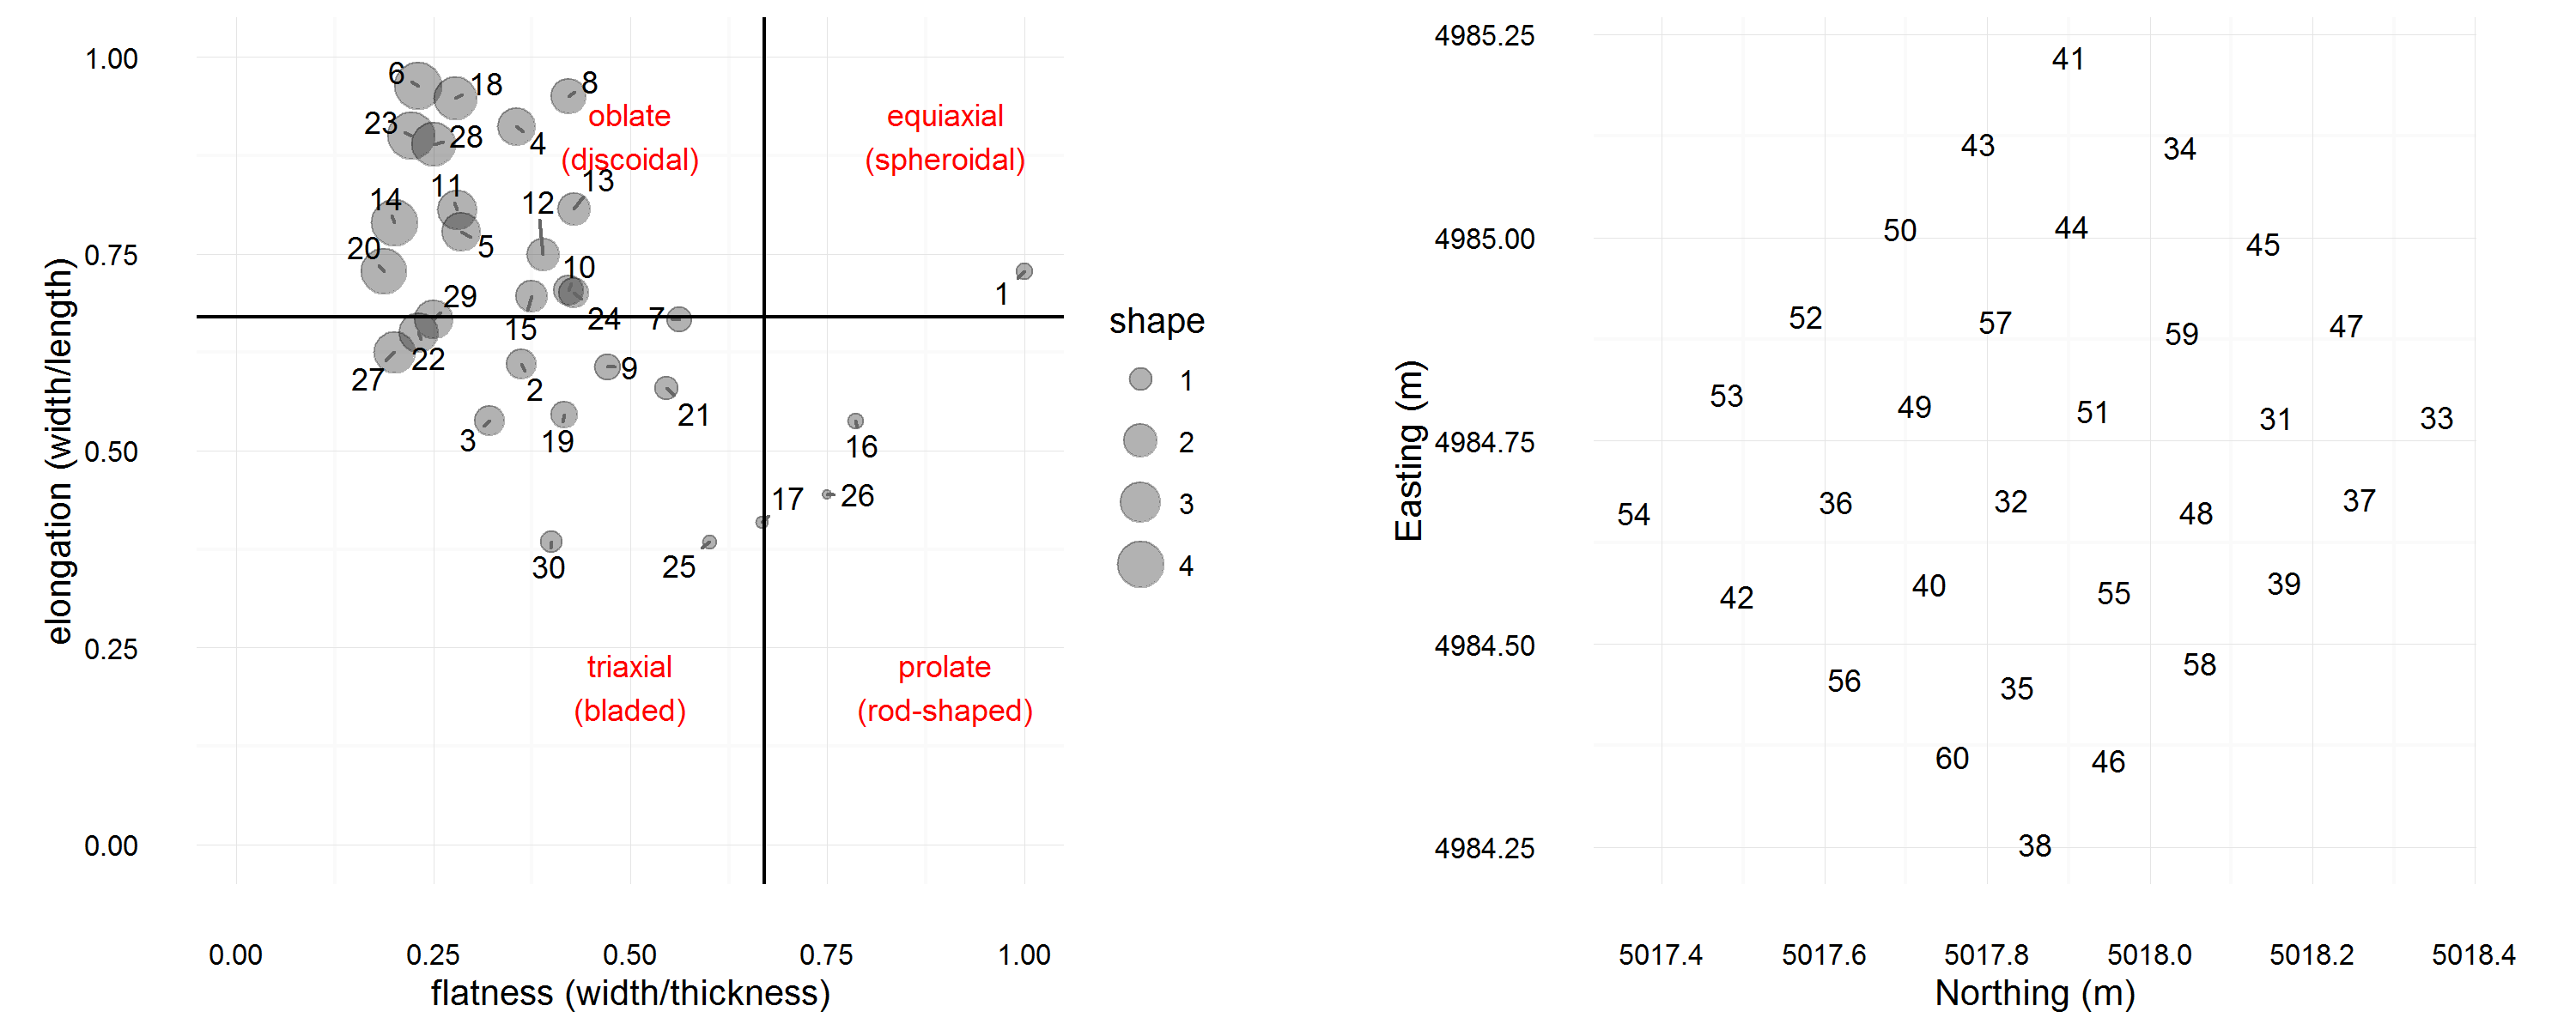 1.00
0.75
0.50
0.25
0.00
elongation (width/length)
6
18
8
23
28
4
oblate
(discoidal)
equiaxial
(spheroidal)
11
13
14
12
20
5
10
1
29
15
24
7
22
27
2
9
21
3
19
16
17
26
30
25
triaxial
(bladed)
prolate
(rod-shaped)
0.00 0.25 0.50 0.75 1.00
flatness (width/thickness)
shape
1
2
3
4
4985.25
4985.00
4984.75
4984.50
4984.25
Easting (m)
41
43 34
50 44 45
52 57 59 47
53 49 51 31 33
54 36 32 48 37
42 40 55 39
56 35 58
60 46
38
5017.4 5017.6 5017.8 5018.0 5018.2 5018.4
Northing (m)